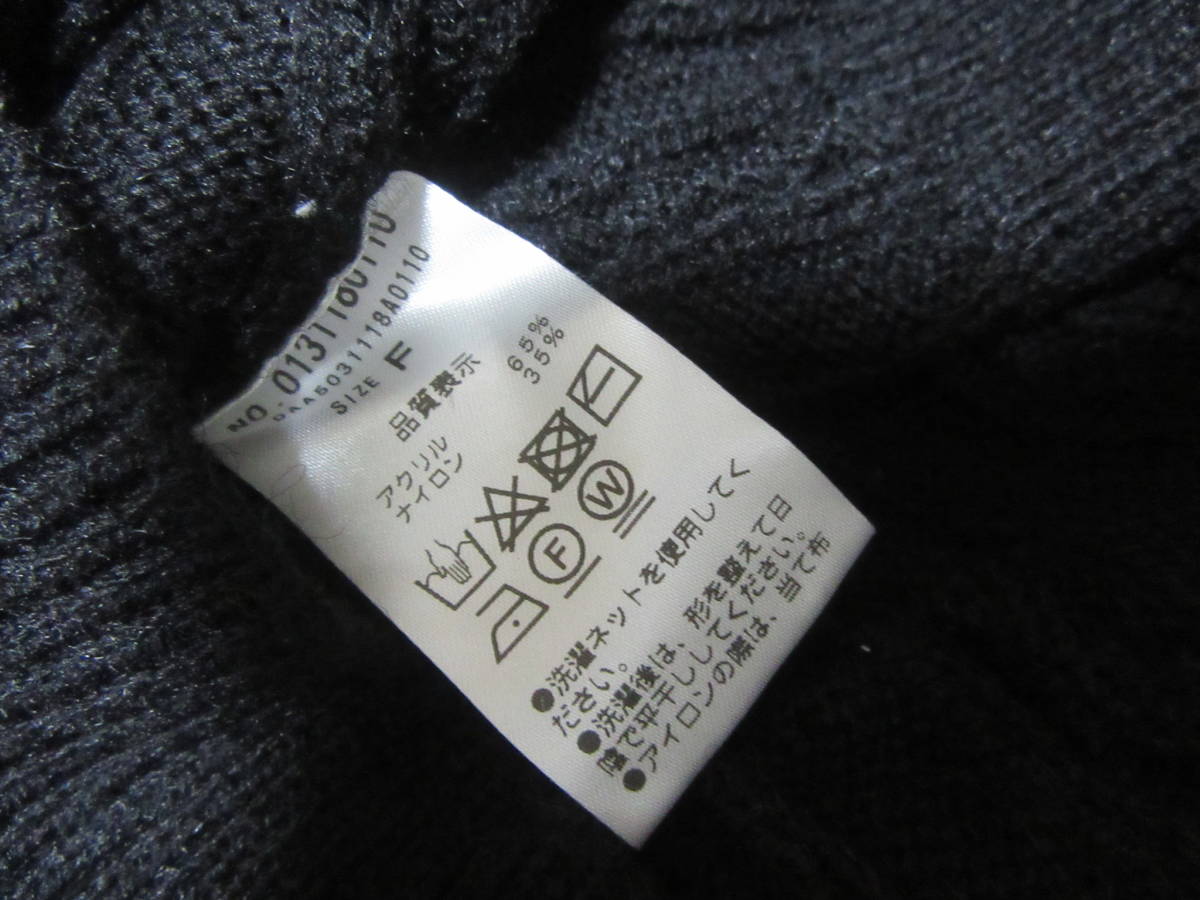 NO. 0131180110
5031118A0110
SIZE F
品質表示
アクリル 65%
ナイロン 35%
F W
●洗濯ネットを使用してく
ださい。
●洗濯後は、形を整えて日
陰で平干ししてください。
●アイロンの際は、当て布